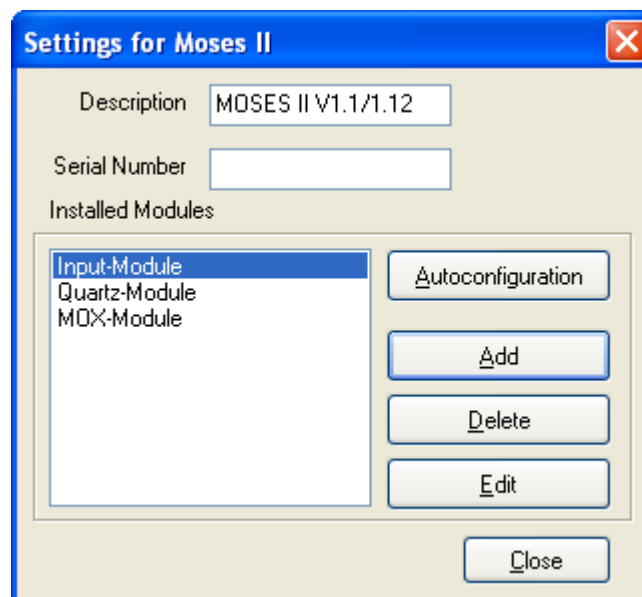 Settings for Moses II
Description MOSES II V1.1/1.12
Serial Number
Installed Modules
Input-Module
Quartz-Module
MOX-Module
Autoconfiguration
Add
Delete
Edit
Close